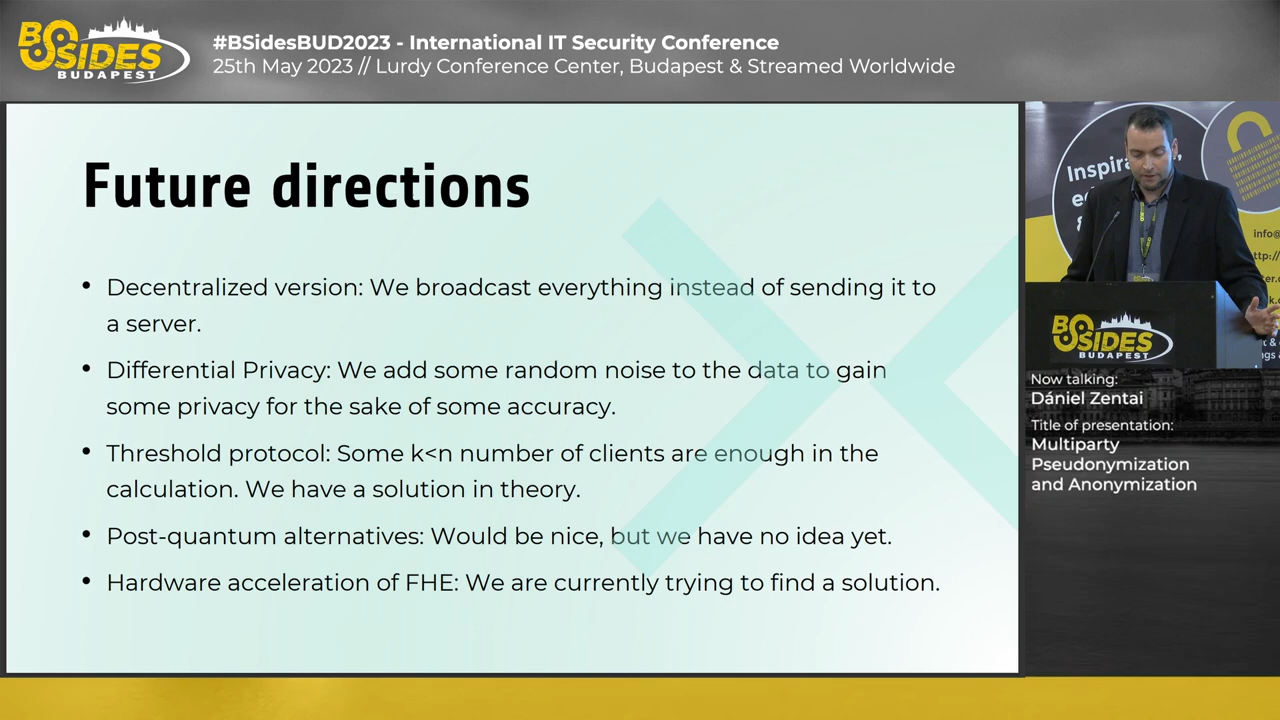 BSIDES
BUDAPEST
#BSidesBUD2023 - International IT Security Conference
25th May 2023 // Lurdy Conference Center, Budapest & Streamed Worldwide
Future directions
• Decentralized version: We broadcast everything instead of sending it to
a server.
• Differential Privacy: We add some random noise to the data to gain
some privacy for the sake of some accuracy.
• Threshold protocol: Some k<n number of clients are enough in the
calculation. We have a solution in theory.
• Post-quantum alternatives: Would be nice, but we have no idea yet.
• Hardware acceleration of FHE: We are currently trying to find a solution.
info@
BSIDES
BUDAPEST
Now talking:
Dániel Zentai
Title of presentation:
Multiparty
Pseudonymization
and Anonymization